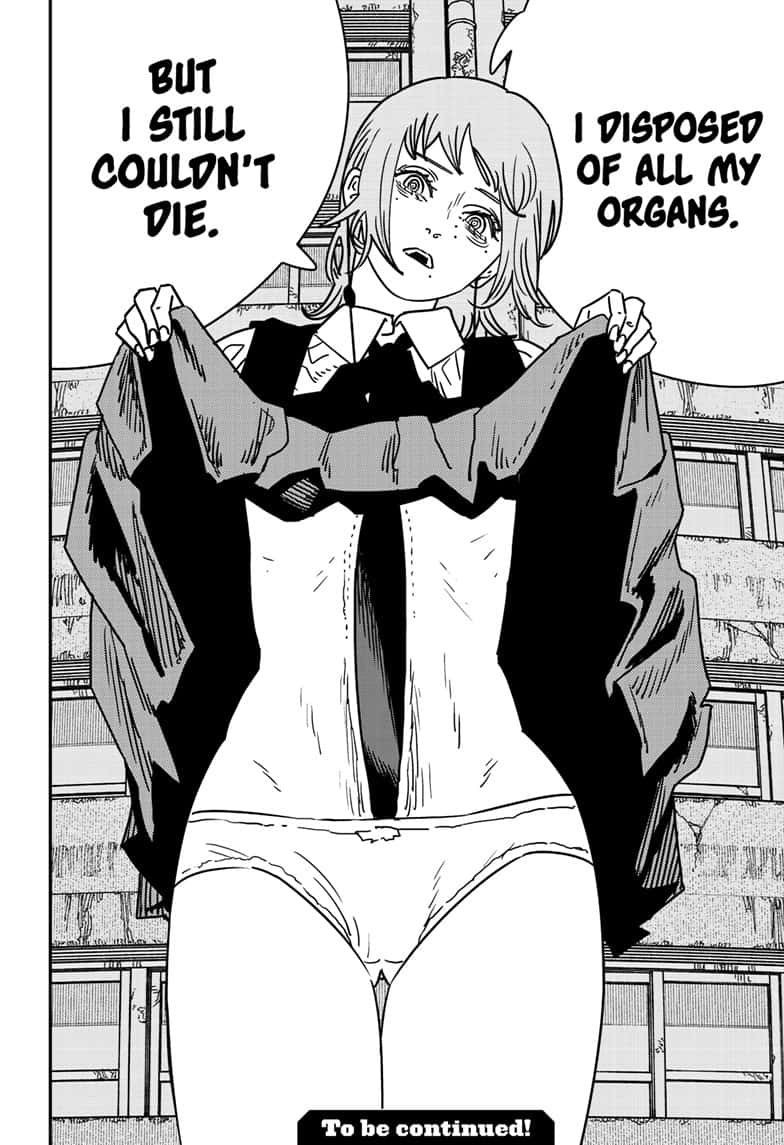 I DISPOSED
OF ALL MY
ORGANS.
BUT
I STILL
COULDN'T
DIE.
To be continued!